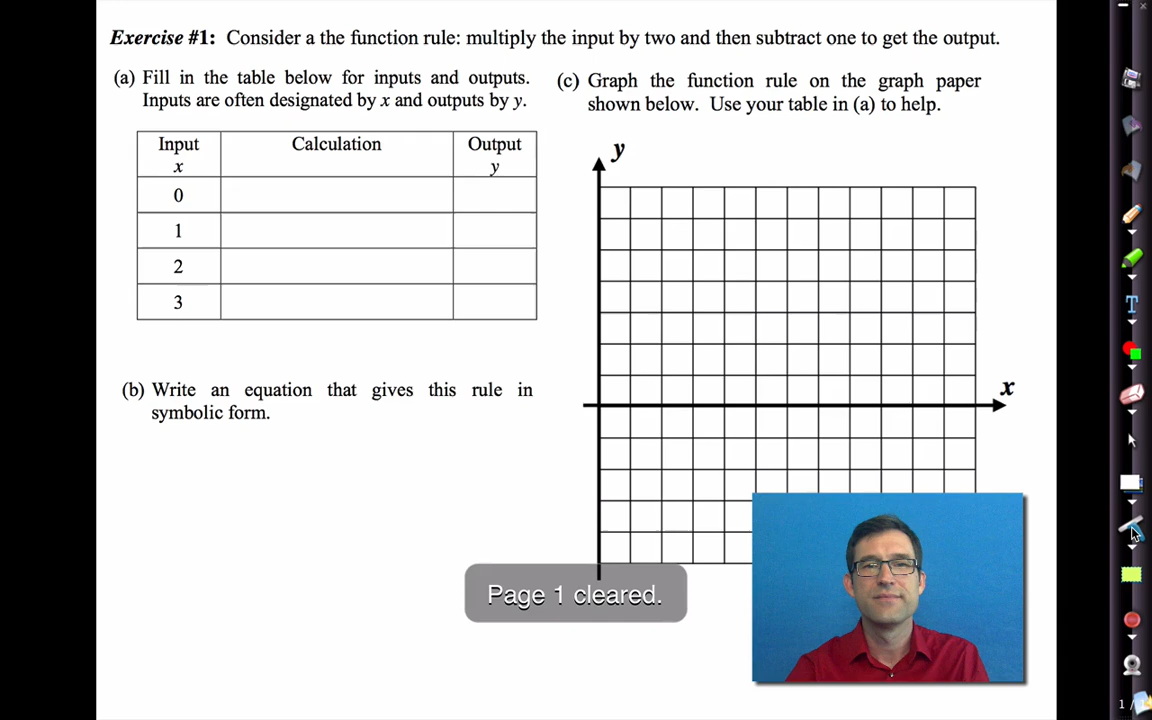 Exercise #1: Consider a the function rule: multiply the input by two and then subtract one to get the output.
(a) Fill in the table below for inputs and outputs.
Inputs are often designated by x and outputs by y.
Input
x
Calculation
Output
y
0
1
2
3
(b) Write an equation that gives this rule in
symbolic form.
(c) Graph the function rule on the graph paper
shown below. Use your table in (a) to help.
y
x
Page 1 cleared.
T
1 /